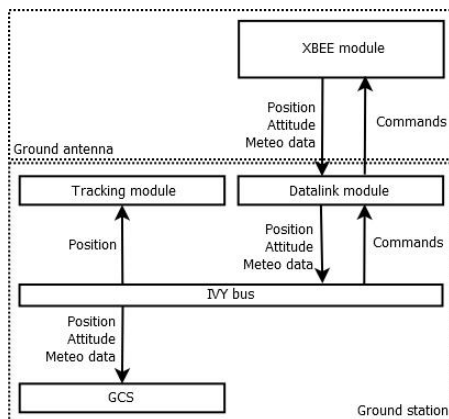 XBEE module
Position
Attitude
Meteo data
Commands
Ground antenna
Tracking module
Datalink module
Position
Position
Attitude
Meteo data
Commands
IVY bus
Position
Attitude
Meteo data
GCS
Ground station